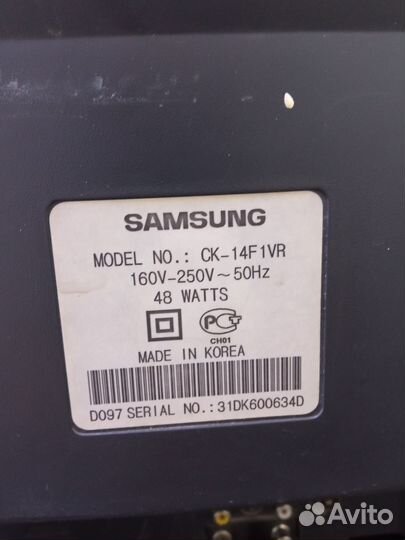 SAMSUNG
MODEL NO.: CK-14F1VR
160V-250V~50Hz
48 WATTS
РСТ
CH01
MADE IN KOREA
D097 SERIAL NO.:31DK600634D
Avito